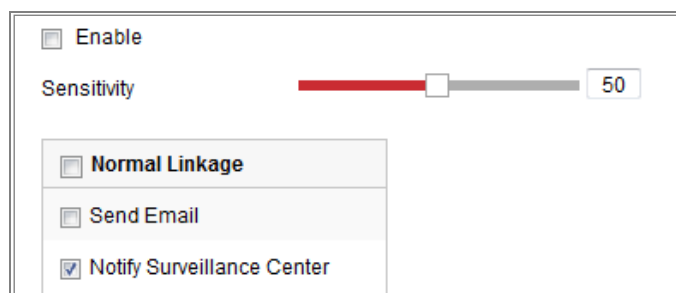 Enable
Sensitivity 50
Normal Linkage
Send Email
Notify Surveillance Center